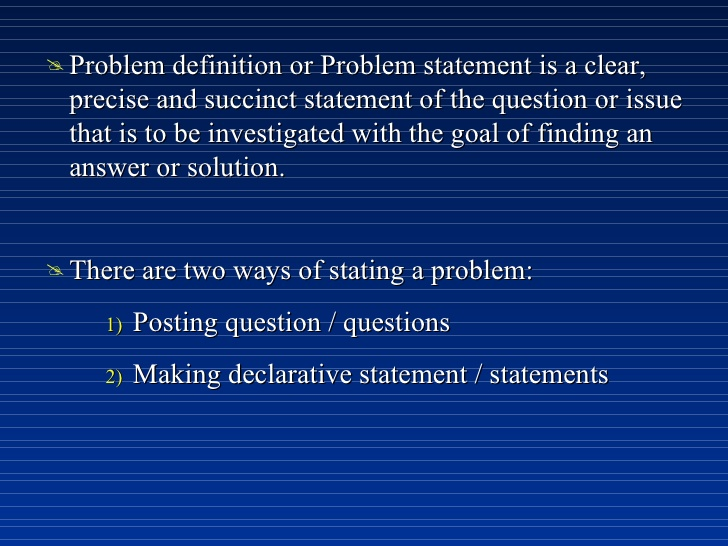 Problem definition or Problem statement is a clear,
precise and succinct statement of the question or issue
that is to be investigated with the goal of finding an
answer or solution.
There are two ways of stating a problem:
1) Posting question / questions
2) Making declarative statement / statements